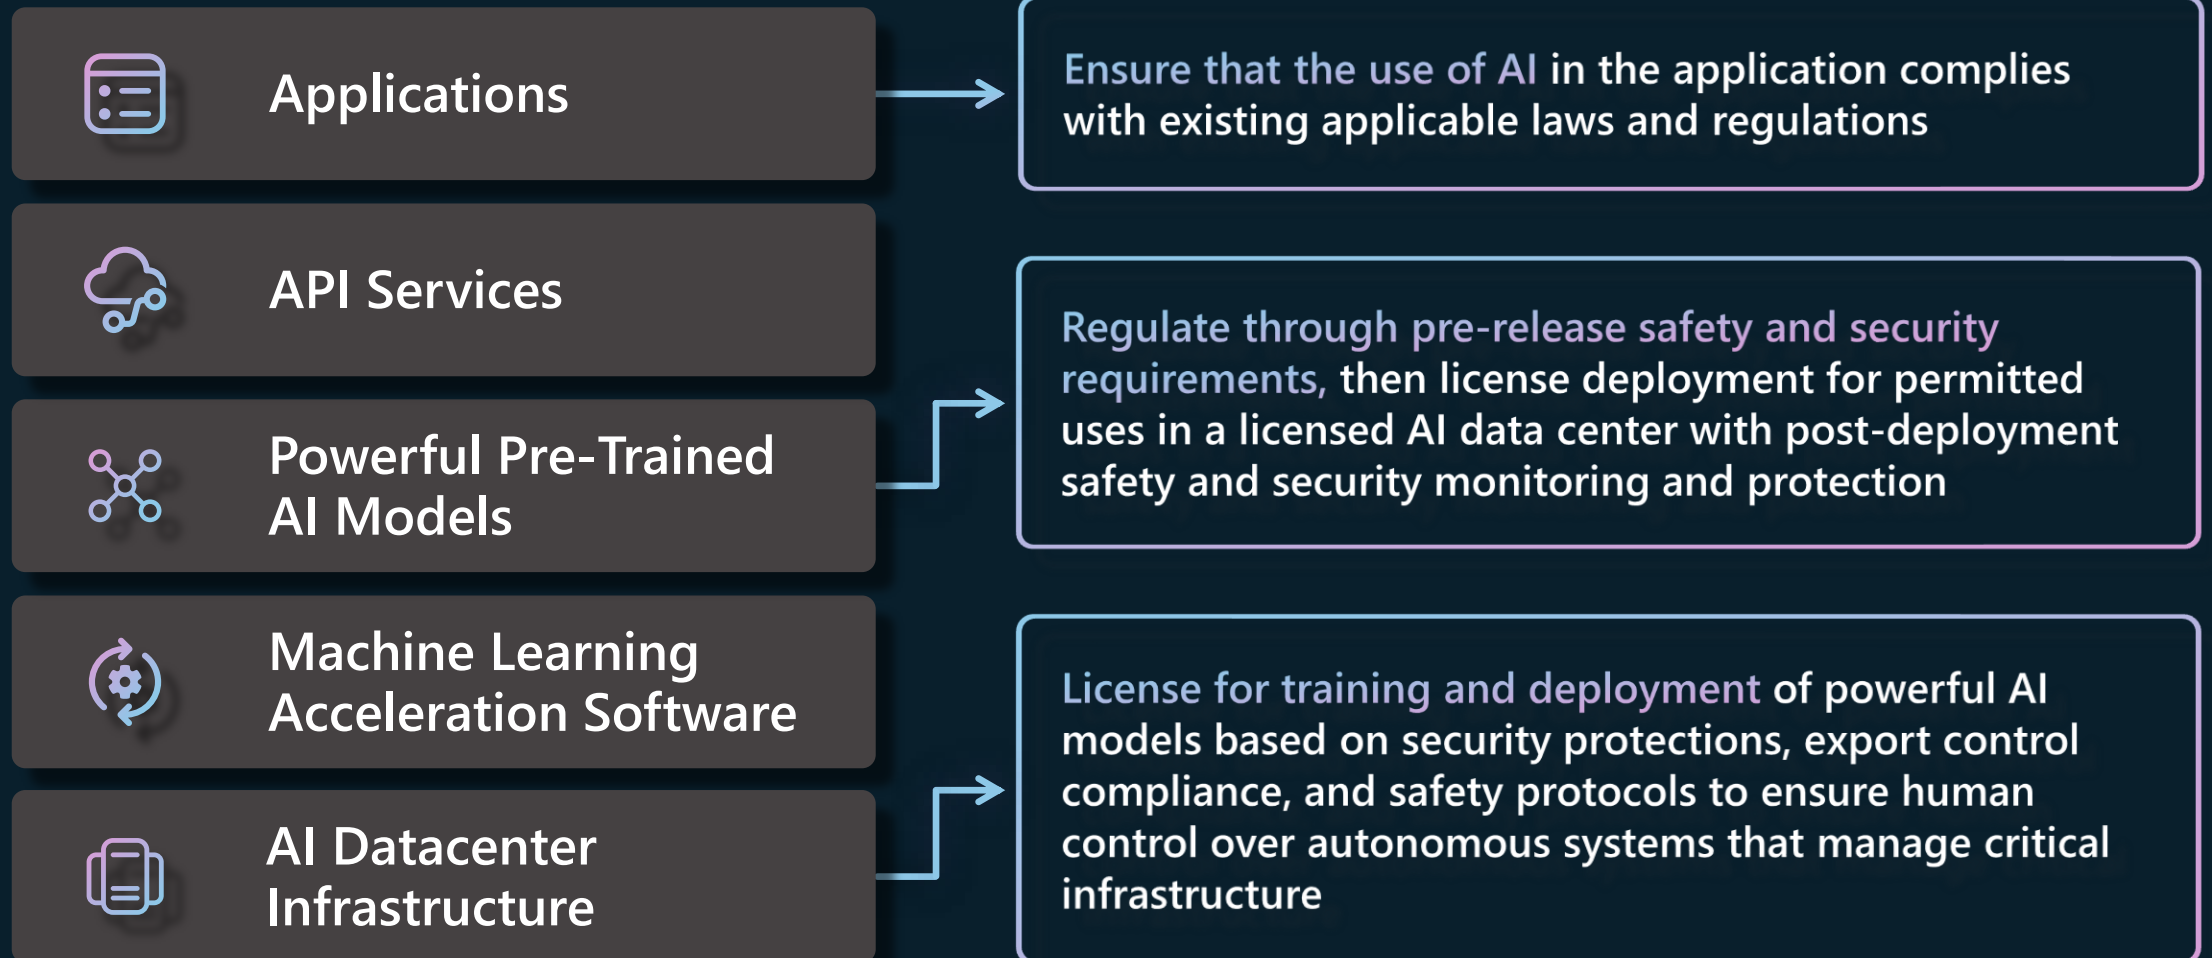 Applications
Ensure that the use of AI in the application complies
with existing applicable laws and regulations
API Services
Powerful Pre-Trained
AI Models
Regulate through pre-release safety and security
requirements, then license deployment for permitted
uses in a licensed AI data center with post-deployment
safety and security monitoring and protection
Machine Learning
Acceleration Software
AI Datacenter
Infrastructure
License for training and deployment of powerful AI
models based on security protections, export control
compliance, and safety protocols to ensure human
control over autonomous systems that manage critical
infrastructure